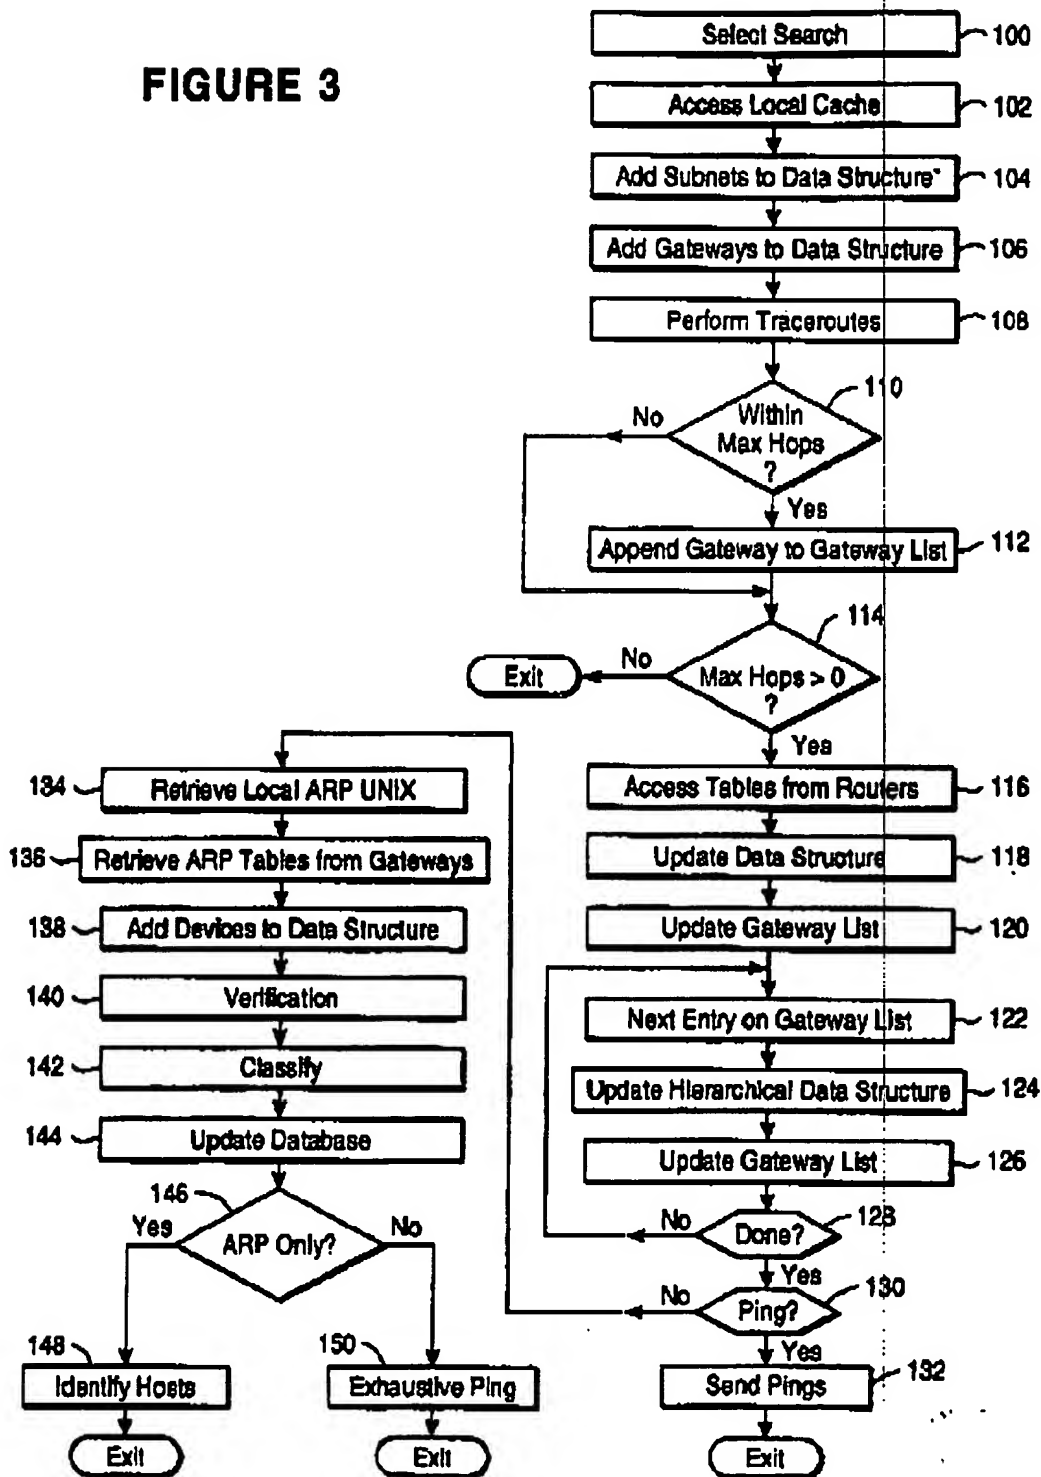 FIGURE 3
Select Search
100
Access Local Cache
102
Add Subnets to Data Structure
104
Add Gateways to Data Structure
106
Perform Traceroutes
108
110
Within
Max Hops
?
No
Yes
Append Gateway to Gateway List
112
114
Max Hops > 0
?
No
Exit
Yes
Access Tables from Routers
116
Update Data Structure
118
Update Gateway List
120
Next Entry on Gateway List
122
Update Hierarchical Data Structure
124
Update Gateway List
126
128
Done?
No
Yes
130
Ping?
No
Yes
Send Pings
132
Exit
134
Retrieve Local ARP UNIX
136
Retrieve ARP Tables from Gateways
138
Add Devices to Data Structure
140
Verification
142
Classify
144
Update Database
146
ARP Only?
Yes
No
148
Identify Hosts
Exit
150
Exhaustive Ping
Exit